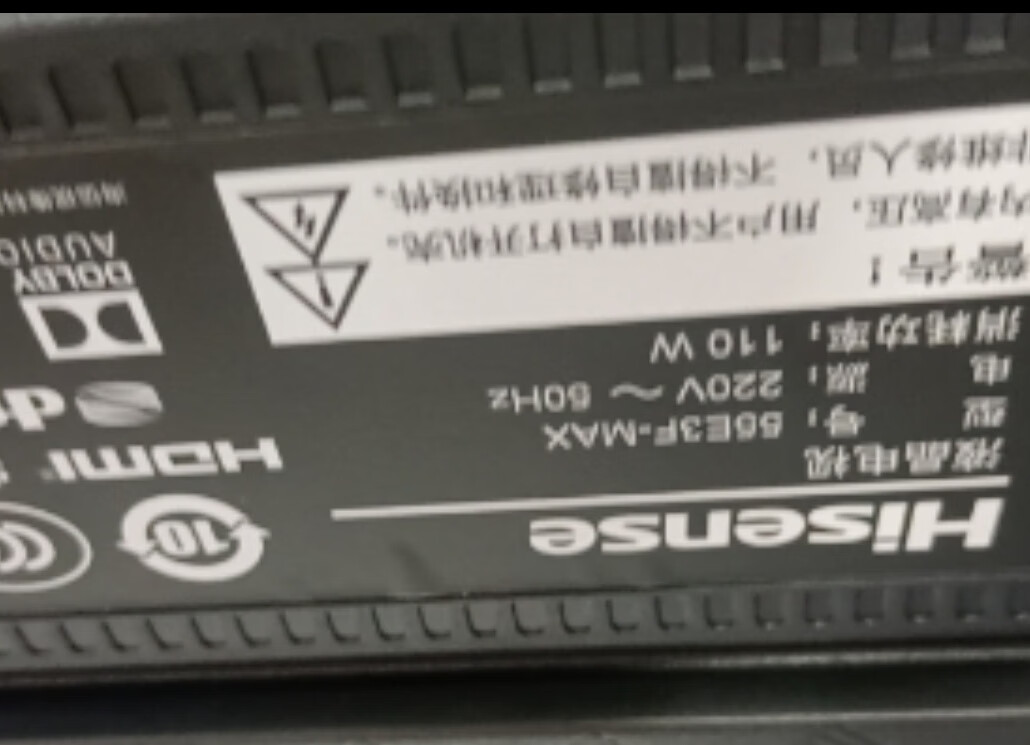 Hisense
液晶电视
型 号：55E3F-MAX
电 源：220V～ 50Hz
消耗功率：110 W
警告！
内有高压，用户不得擅自打开机壳。
维修人员，不得擅自修理和换件。
10
HDMI
DOLBY
AUDIO